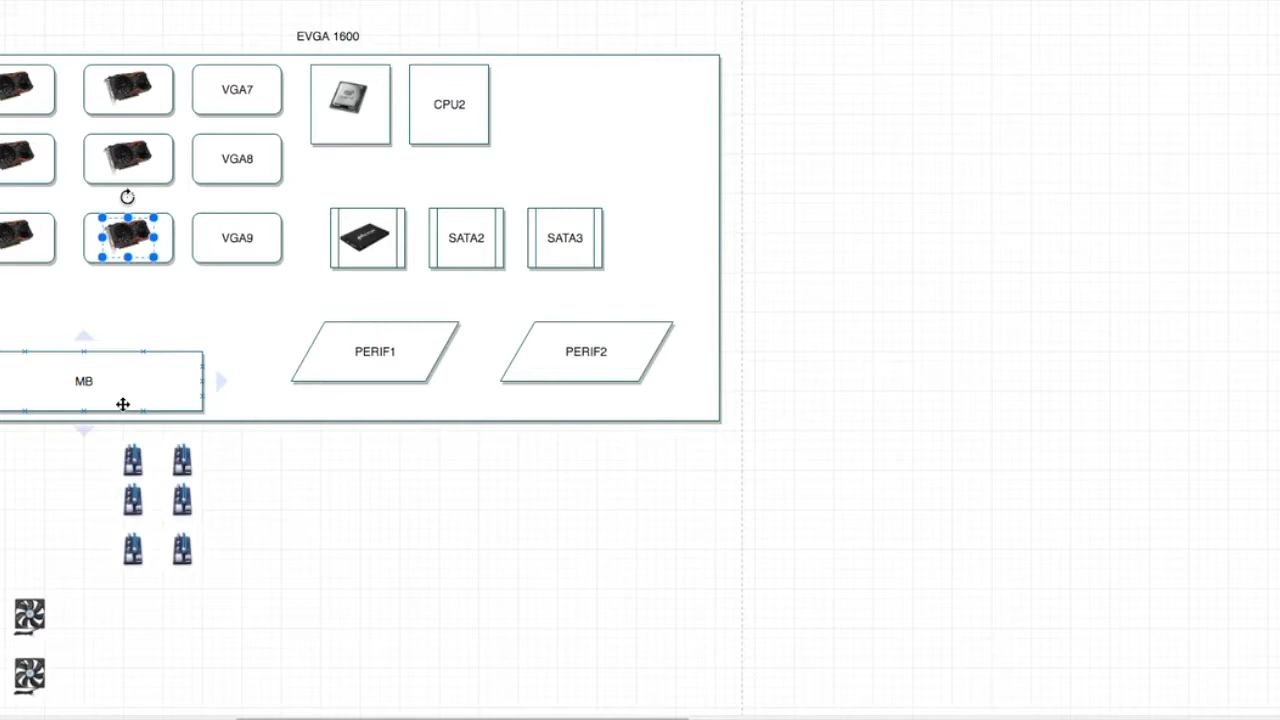 EVGA 1600
VGA7
CPU2
VGA8
VGA9
SATA2
SATA3
PERIF1
PERIF2
MB